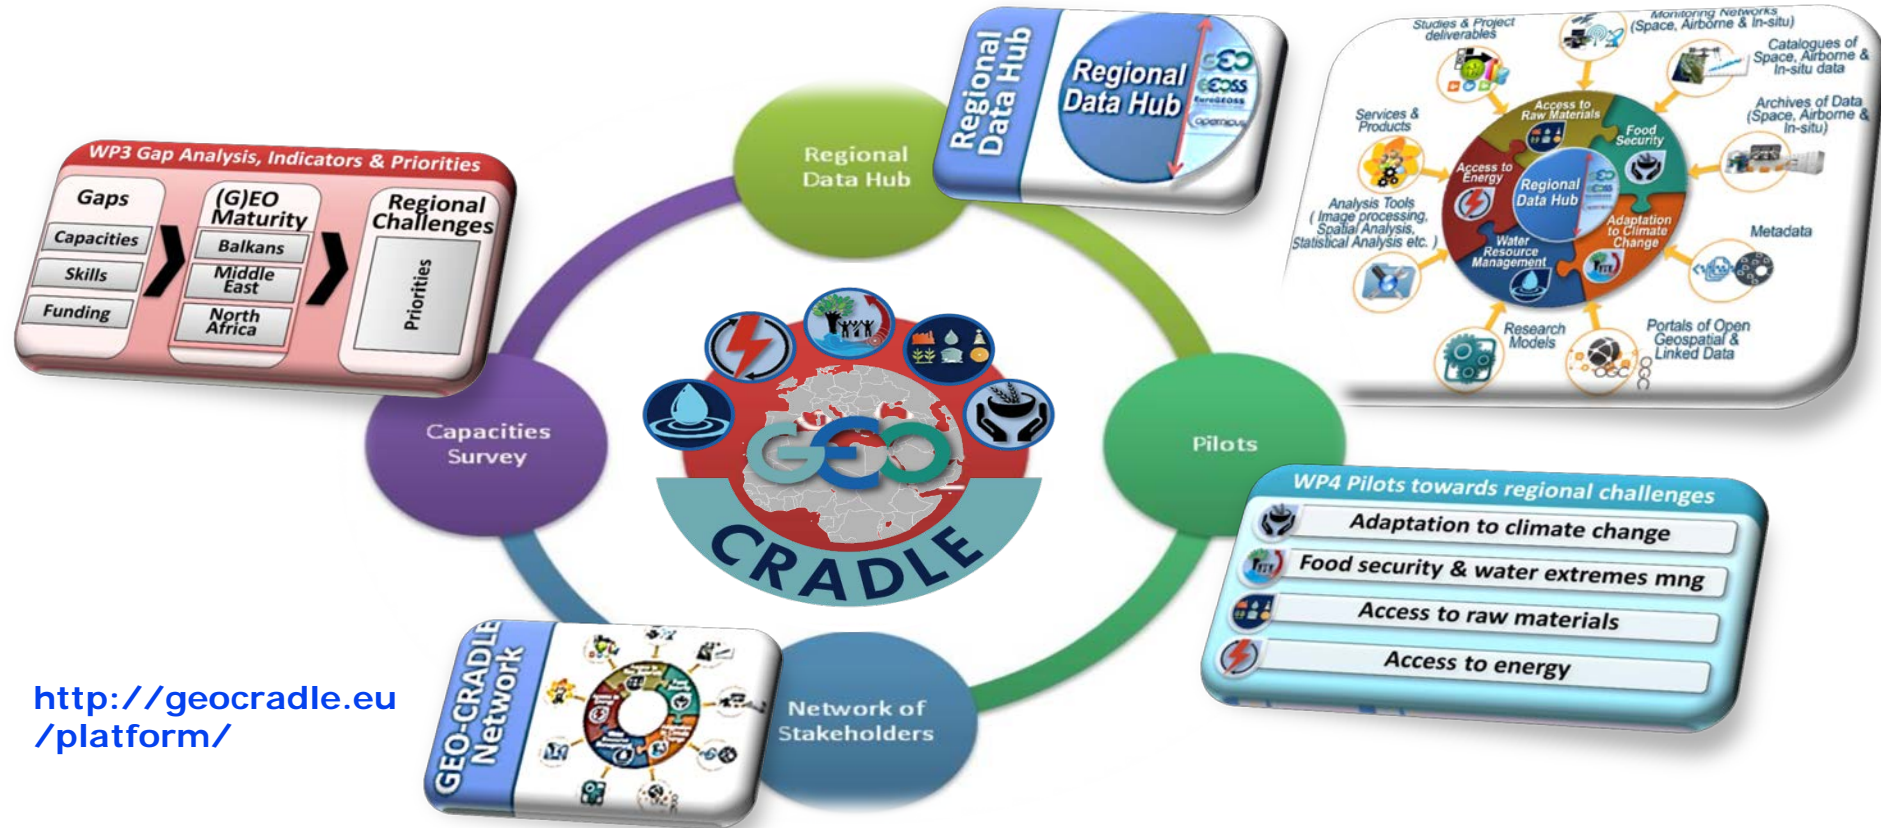 WP3 Gap Analysis, Indicators & Priorities
Gaps
Capacities
Skills
Funding
(G)EO
Maturity
Balkans
Middle
East
North
Africa
Regional
Challenges
Priorities
Regional
Data Hub
Regional
Data Hub
Regional
Data Hub
GEO
GEOSS
EuroGEOSS
Copernicus
Studies & Project
deliverables
Monitoring Networks
(Space, Airborne & In-situ)
Catalogues of
Space, Airborne &
In-situ data
Archives of Data
(Space, Airborne &
In-situ)
Metadata
Portals of Open
Geospatial &
Linked Data
Research
Models
Analysis Tools
( Image processing,
Spatial Analysis,
Statistical Analysis etc. )
Services &
Products
Access to
Raw Materials
Food
Security
Adaptation
to Climate
Change
Water
Resource
Management
Access to
Energy
Regional
Data Hub
Capacities
Survey
Pilots
GEO
CRADLE
WP4 Pilots towards regional challenges
Adaptation to climate change
Food security & water extremes mng
Access to raw materials
Access to energy
Network of
Stakeholders
GEO-CRADLE
Network
http://geocradle.eu
/platform/